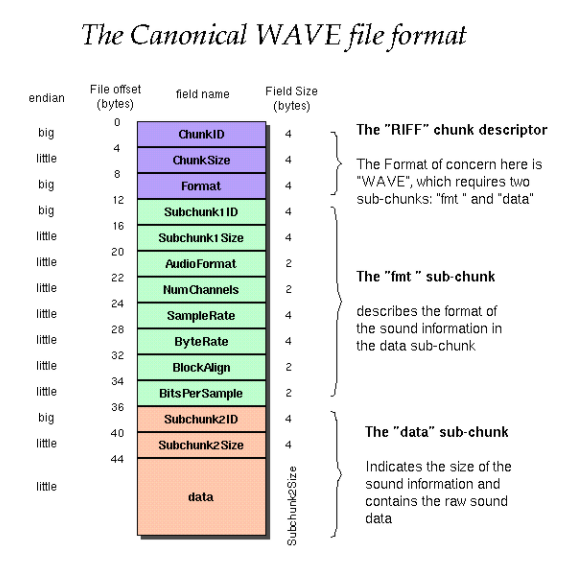 The Canonical WAVE file format
endian
File offset
(bytes)
field name
Field Size
(bytes)
0
big ChunkID 4
4
little ChunkSize 4
8
big Format 4
12
big Subchunk1ID 4
16
little Subchunk1Size 4
20
little AudioFormat 2
22
little NumChannels 2
24
little SampleRate 4
28
little ByteRate 4
32
little BlockAlign 2
34
little BitsPerSample 2
36
big Subchunk2ID 4
40
little Subchunk2Size 4
44
little data Subchunk2Size
The "RIFF" chunk descriptor
The Format of concern here is
"WAVE", which requires two
sub-chunks: "fmt " and "data"
The "fmt " sub-chunk
describes the format of
the sound information in
the data sub-chunk
The "data" sub-chunk
Indicates the size of the
sound information and
contains the raw sound
data